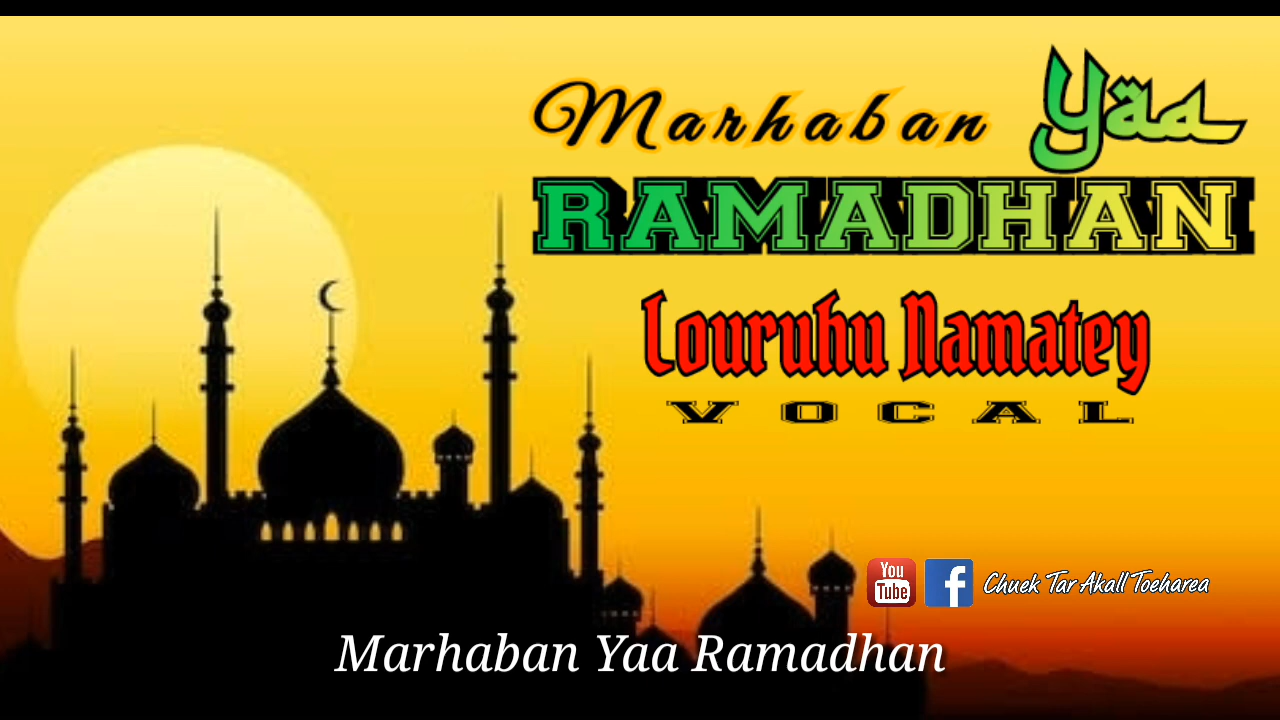 Marhaban Yaa
RAMADHAN
Louruhu Namatey
VOCAL
You
Tube
f
Chuek Tar Akall Toeharea
Marhaban Yaa Ramadhan